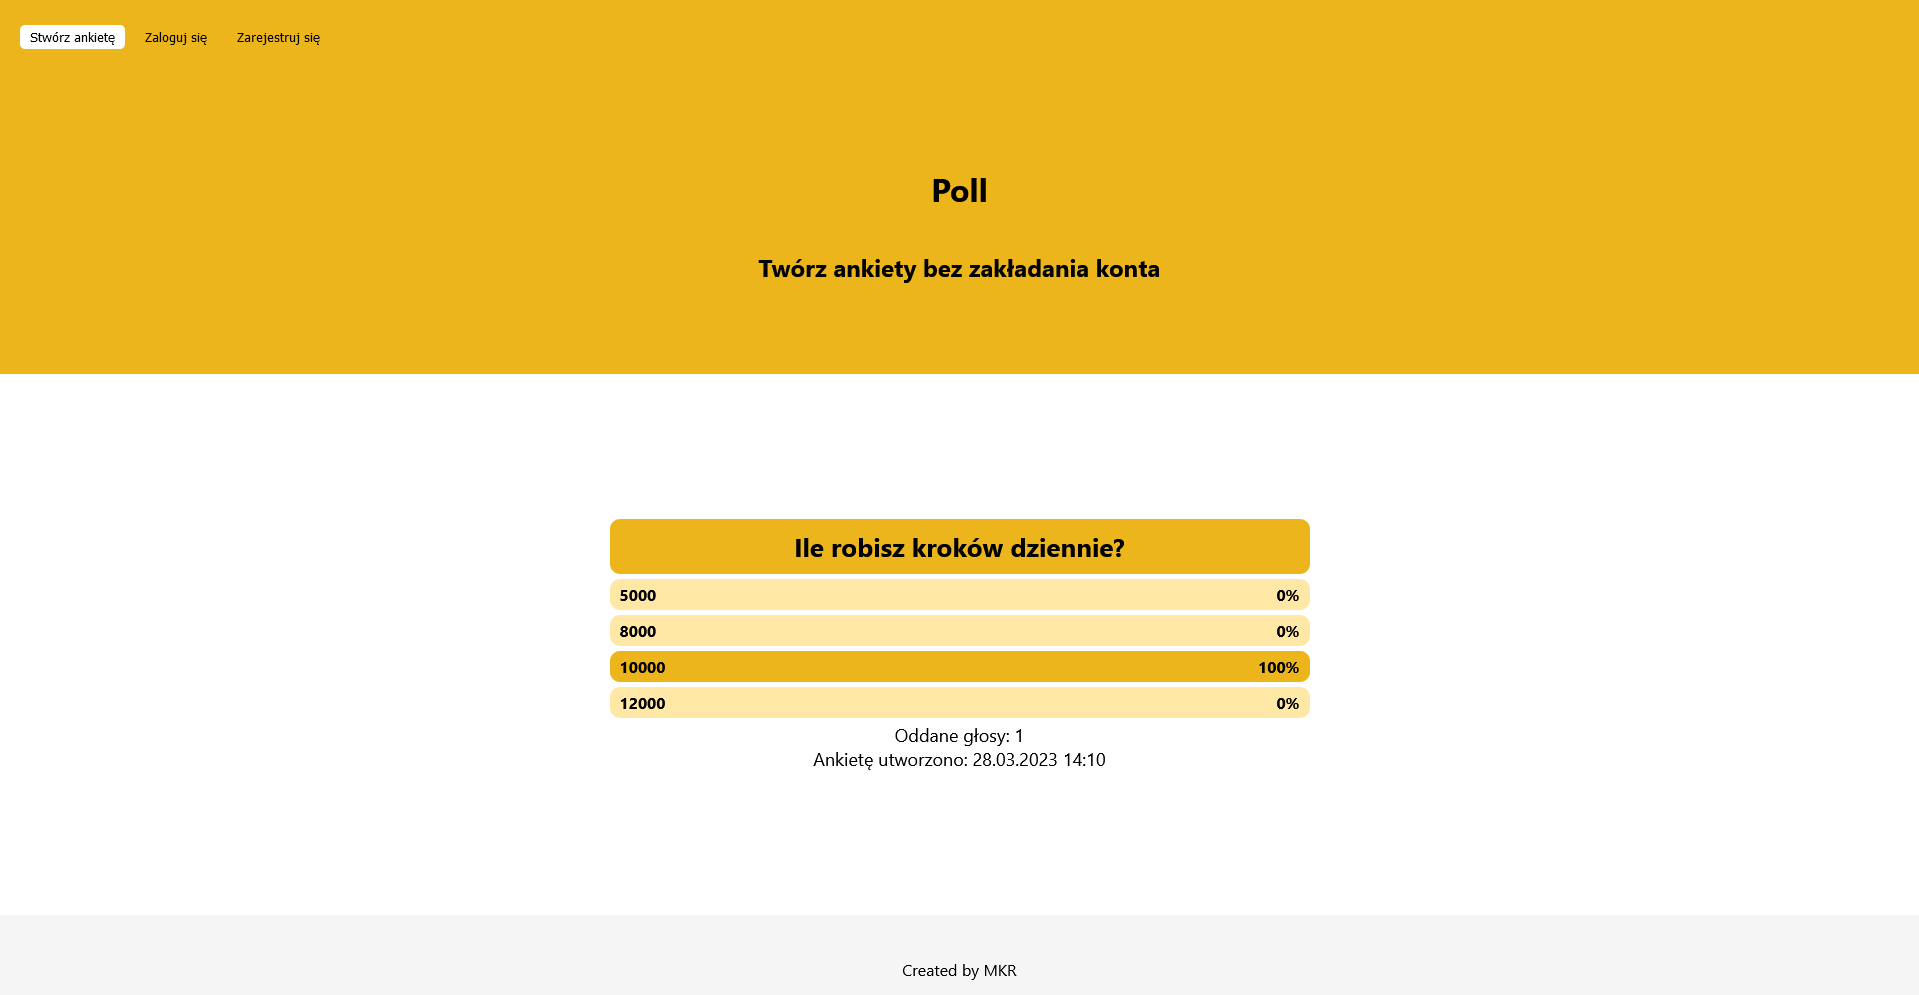 Stwórz ankietę Zaloguj się Zarejestruj się
Poll
Twórz ankiety bez zakładania konta
Ile robisz kroków dziennie?
5000 0%
8000 0%
10000 100%
12000 0%
Oddane głosy: 1
Ankietę utworzono: 28.03.2023 14:10
Created by MKR